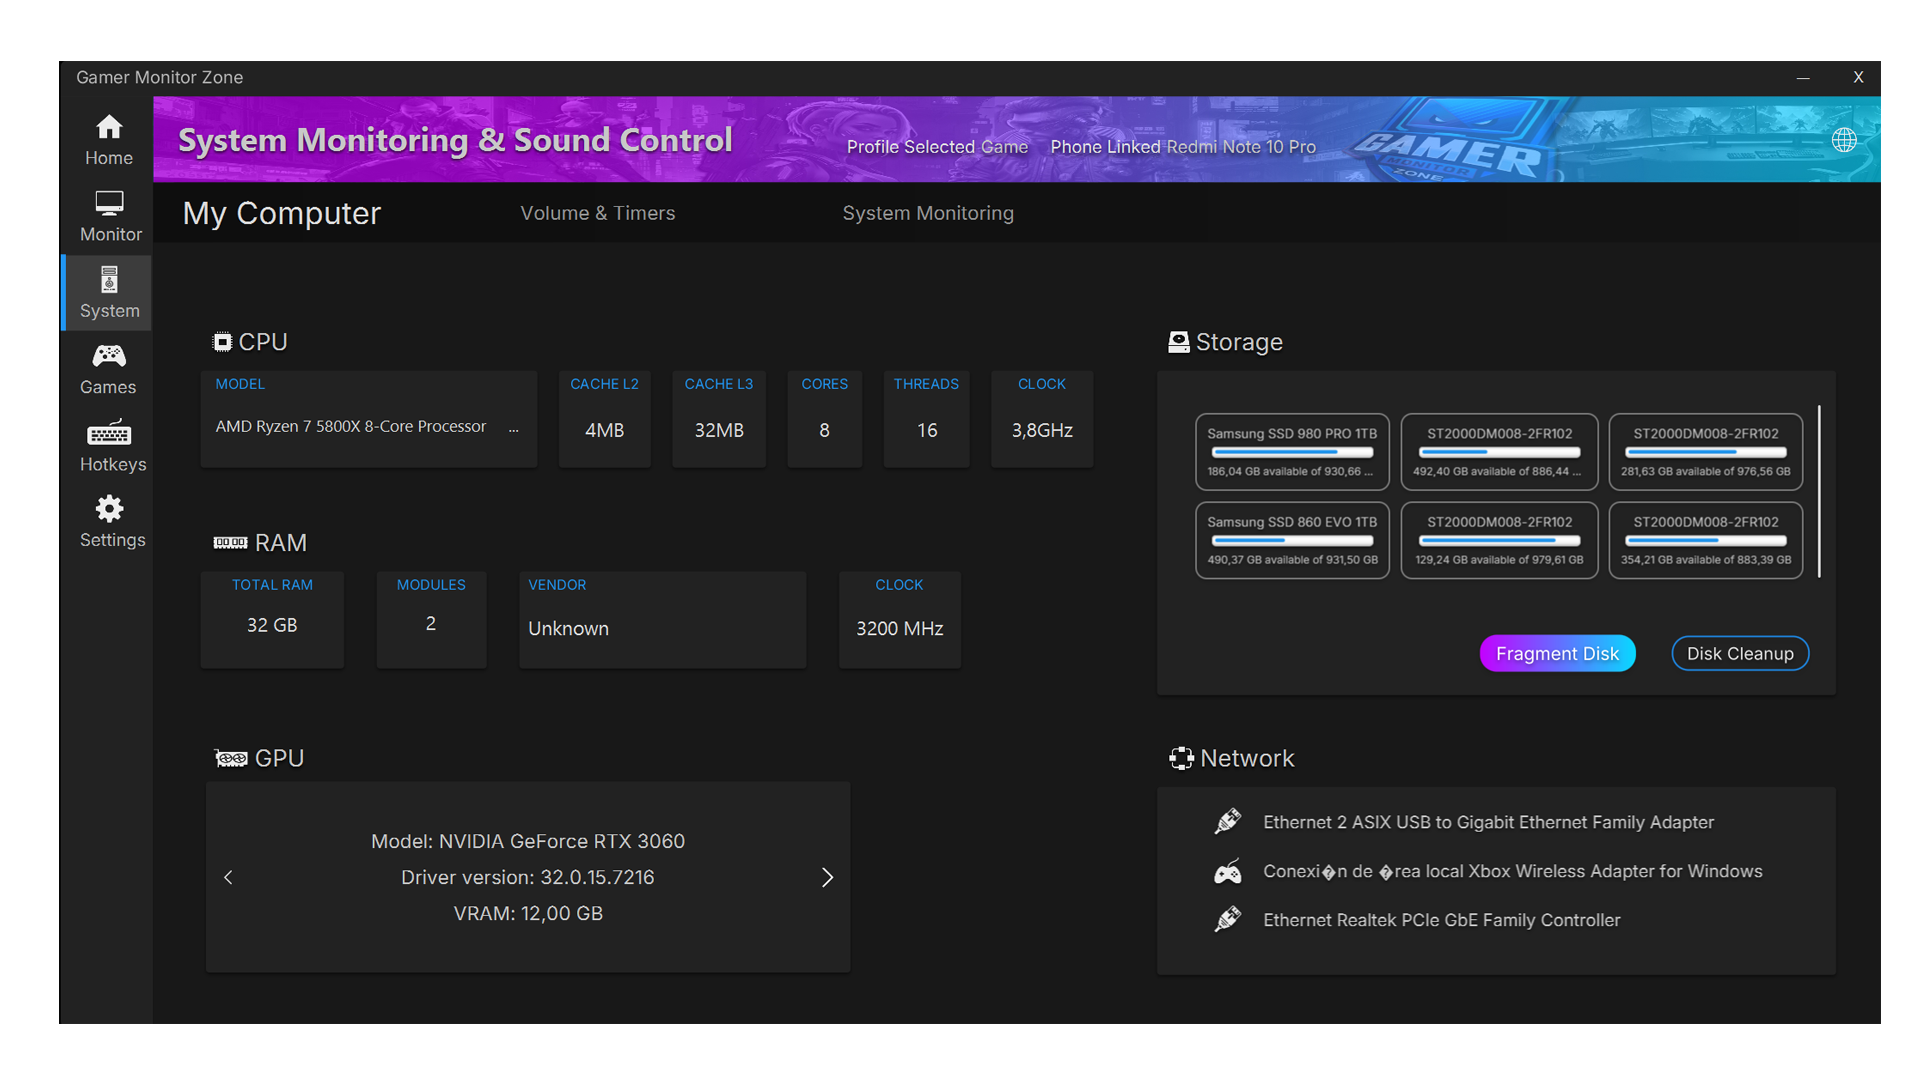 Gamer Monitor Zone
X
Home
Monitor
System
Games
Hotkeys
Settings
System Monitoring & Sound Control
Profile Selected Game Phone Linked Redmi Note 10 Pro
GAMER
MONITOR
ZONE
My Computer
Volume & Timers
System Monitoring
CPU
MODEL
AMD Ryzen 7 5800X 8-Core Processor ...
CACHE L2
4MB
CACHE L3
32MB
CORES
8
THREADS
16
CLOCK
3,8GHz
RAM
TOTAL RAM
32 GB
MODULES
2
VENDOR
Unknown
CLOCK
3200 MHz
GPU
Model: NVIDIA GeForce RTX 3060
Driver version: 32.0.15.7216
VRAM: 12,00 GB
Storage
Samsung SSD 980 PRO 1TB
186,04 GB available of 930,66 ...
ST2000DM008-2FR102
492,40 GB available of 886,44 ...
ST2000DM008-2FR102
281,63 GB available of 976,56 GB
Samsung SSD 860 EVO 1TB
490,37 GB available of 931,50 GB
ST2000DM008-2FR102
129,24 GB available of 979,61 GB
ST2000DM008-2FR102
354,21 GB available of 883,39 GB
Fragment Disk
Disk Cleanup
Network
Ethernet 2 ASIX USB to Gigabit Ethernet Family Adapter
Conexi�n de �rea local Xbox Wireless Adapter for Windows
Ethernet Realtek PCIe GbE Family Controller